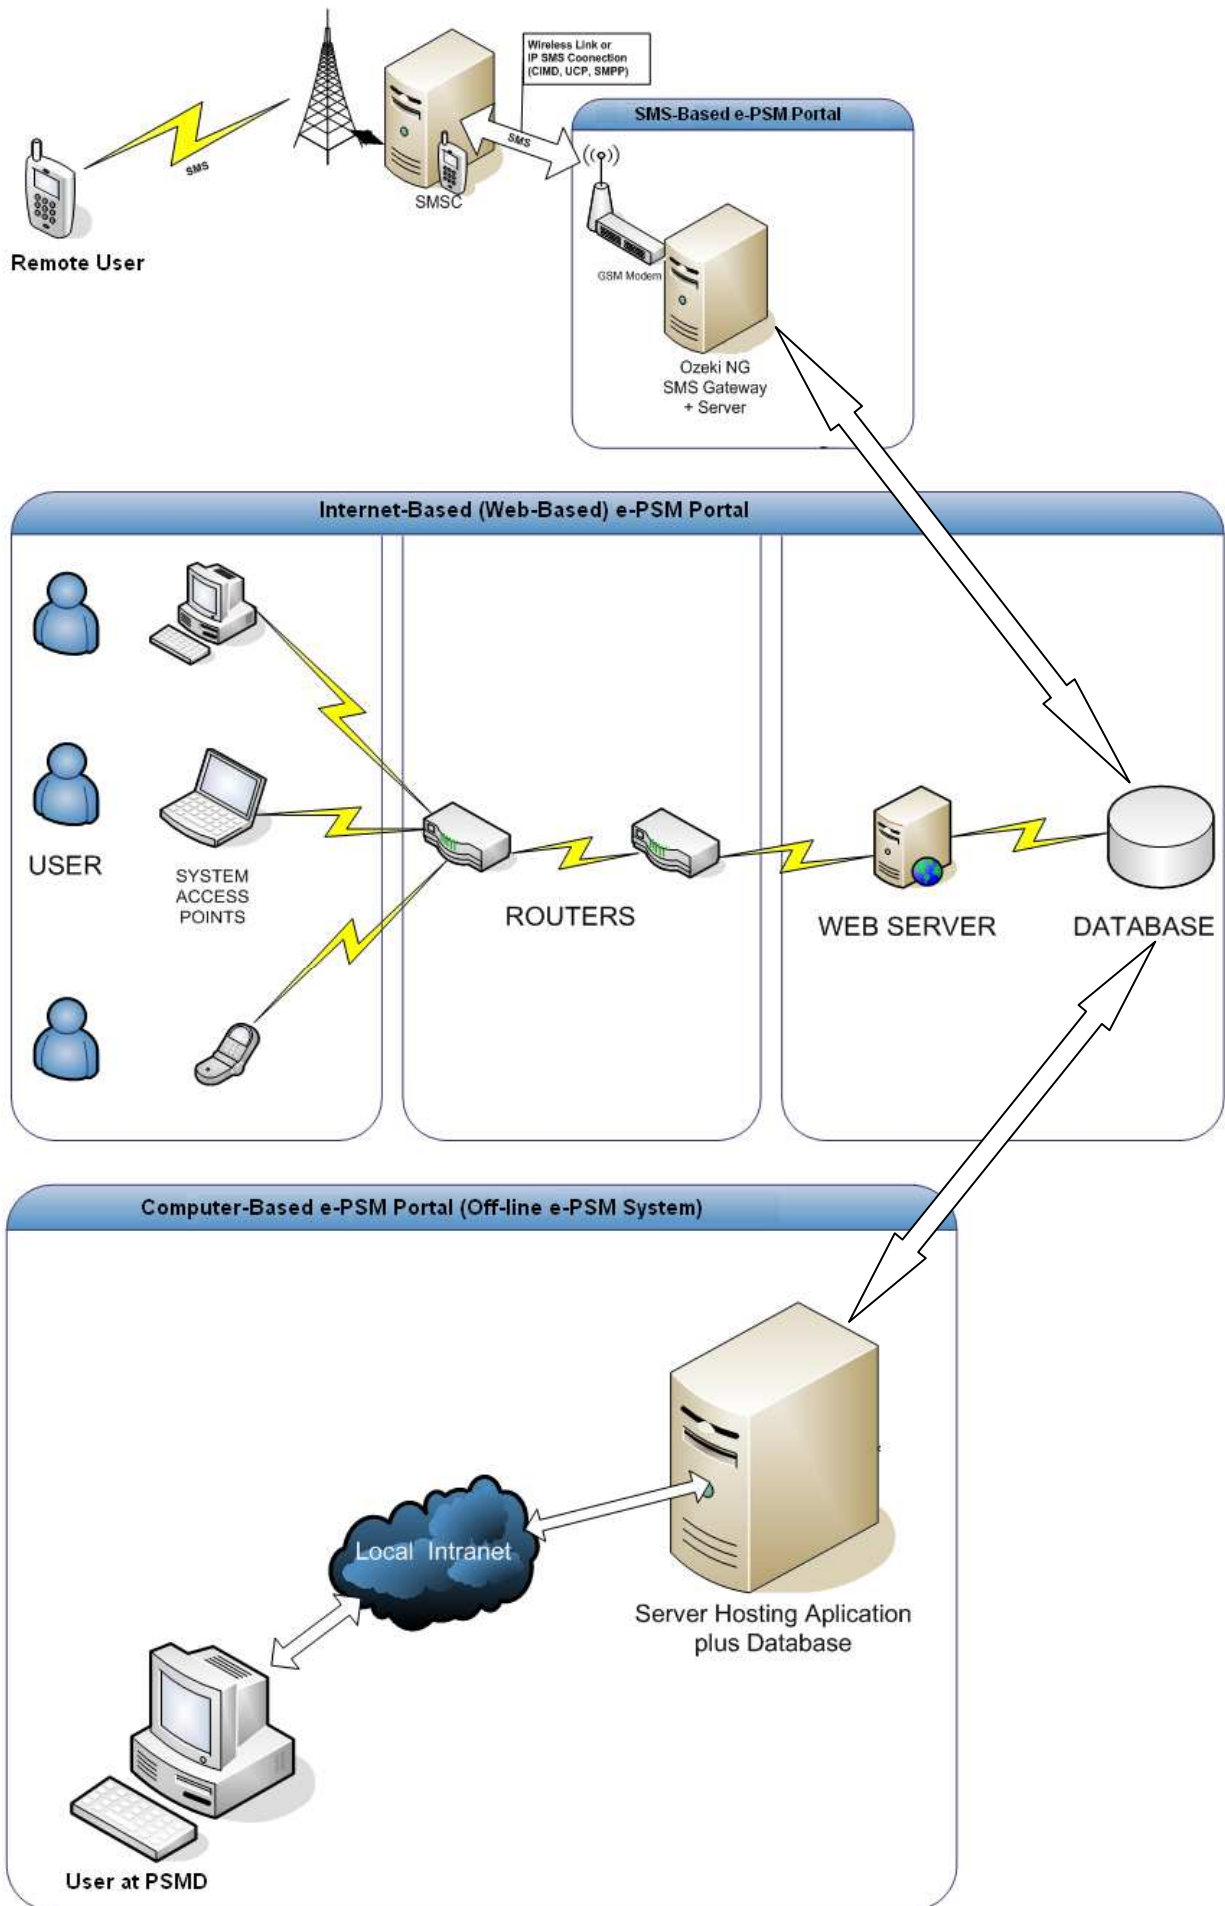 Wireless Link or
IP SMS Coonection
(CIMD, UCP, SMPP)
SMS-Based e-PSM Portal
SMS
SMS
SMSC
Remote User
GSM Modem
Ozeki NG
SMS Gateway
+ Server
Internet-Based (Web-Based) e-PSM Portal
USER
SYSTEM
ACCESS
POINTS
ROUTERS
WEB SERVER
DATABASE
Computer-Based e-PSM Portal (Off-line e-PSM System)
Local Intranet
Server Hosting Aplication
plus Database
User at PSMD